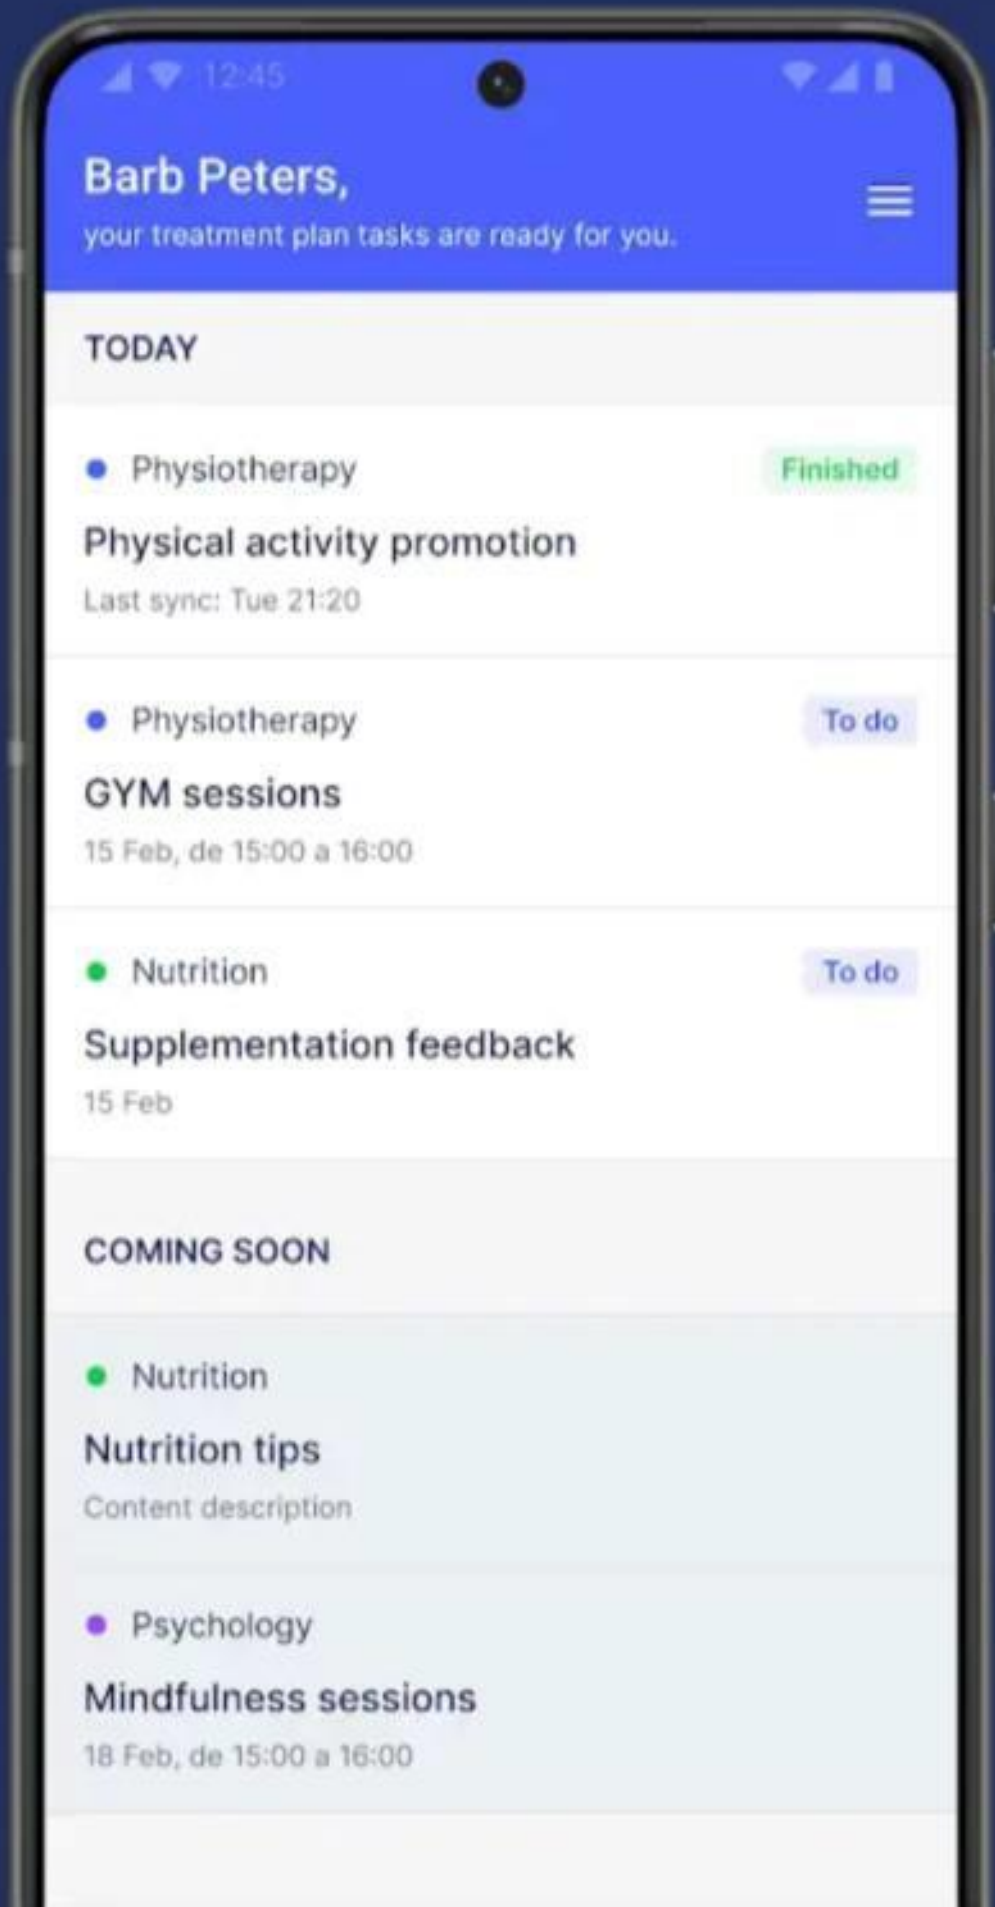 12:45
Barb Peters,
your treatment plan tasks are ready for you.
TODAY
Physiotherapy
Finished
Physical activity promotion
Last sync: Tue 21:20
Physiotherapy
To do
GYM sessions
15 Feb, de 15:00 a 16:00
Nutrition
To do
Supplementation feedback
15 Feb
COMING SOON
Nutrition
Nutrition tips
Content description
Psychology
Mindfulness sessions
18 Feb, de 15:00 a 16:00